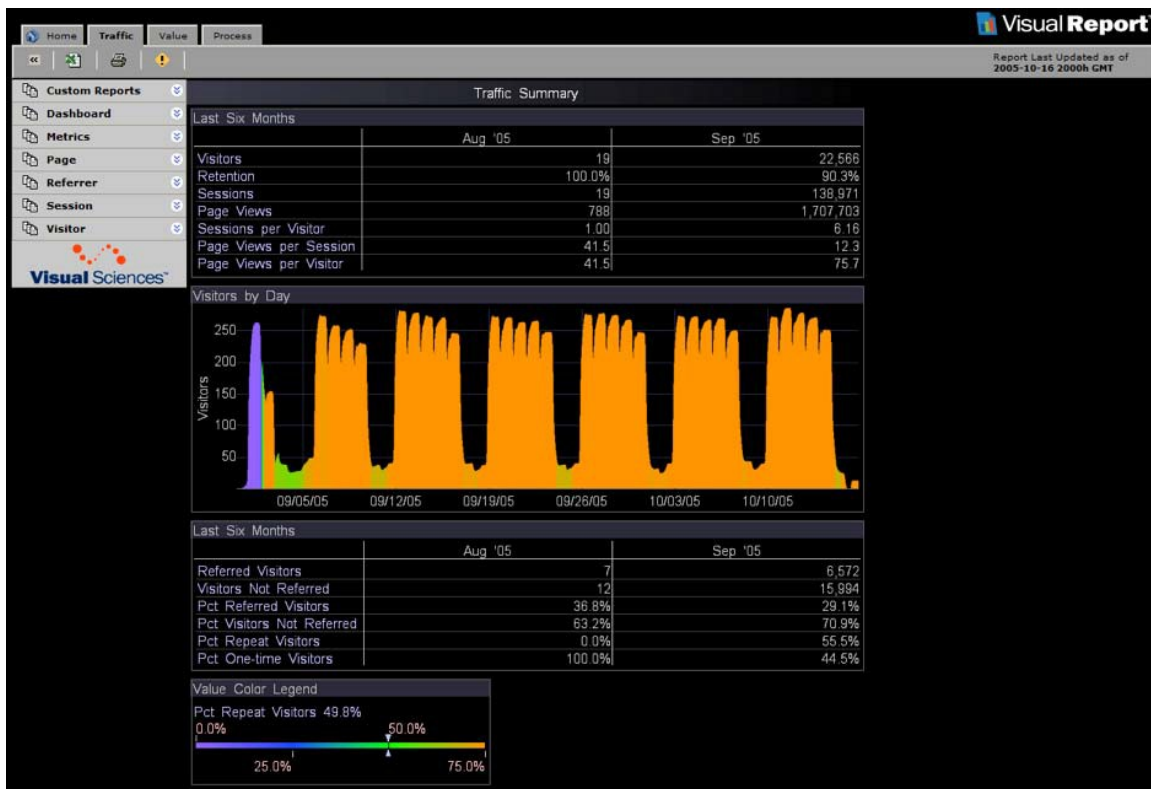 Visual Report
Home Traffic Value Process
«
Report Last Updated as of
2005-10-16 2000h GMT
Custom Reports
Dashboard
Metrics
Page
Referrer
Session
Visitor
Visual Sciences™
Traffic Summary
Last Six Months
Aug '05 Sep '05
Visitors 19 22,566
Retention 100.0% 90.3%
Sessions 19 138,971
Page Views 788 1,707,703
Sessions per Visitor 1.00 6.16
Page Views per Session 41.5 12.3
Page Views per Visitor 41.5 75.7
Visitors by Day
Visitors
250
200
150
100
50
09/05/05 09/12/05 09/19/05 09/26/05 10/03/05 10/10/05
Last Six Months
Aug '05 Sep '05
Referred Visitors 7 6,572
Visitors Not Referred 12 15,994
Pct Referred Visitors 36.8% 29.1%
Pct Visitors Not Referred 63.2% 70.9%
Pct Repeat Visitors 0.0% 55.5%
Pct One-time Visitors 100.0% 44.5%
Value Color Legend
Pct Repeat Visitors 49.8%
0.0% 50.0%
25.0% 75.0%